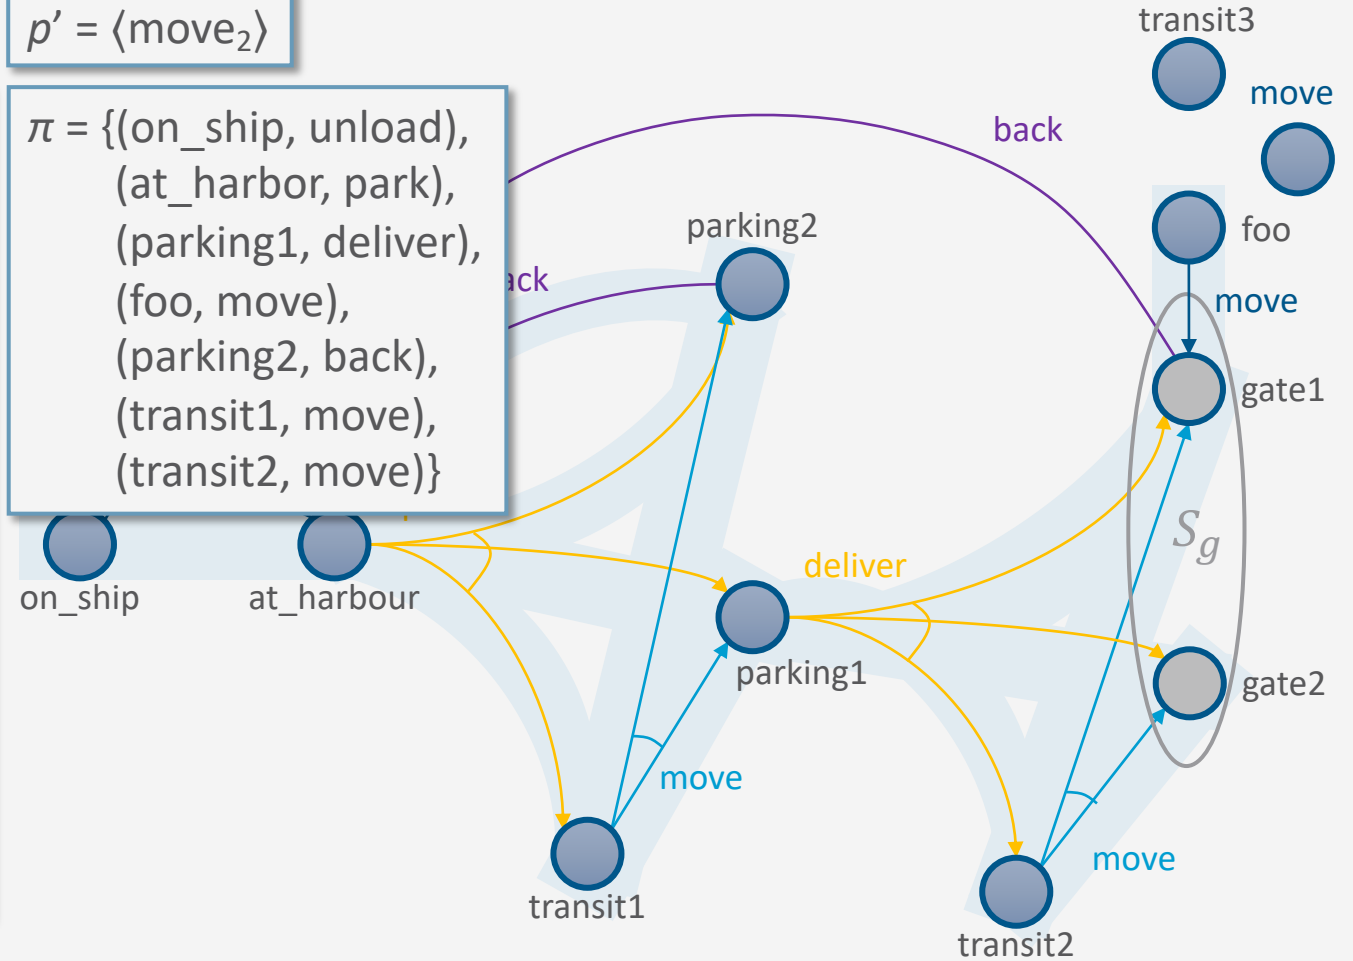 p’ = ⟨move₂⟩
π = {(on_ship, unload),
(at_harbor, park),
(parking1, deliver),
(foo, move),
(parking2, back),
(transit1, move),
(transit2, move)}
transit3
move
back
foo
parking2
move
gate1
S_g
deliver
on_ship
at_harbour
parking1
gate2
move
move
transit1
transit2